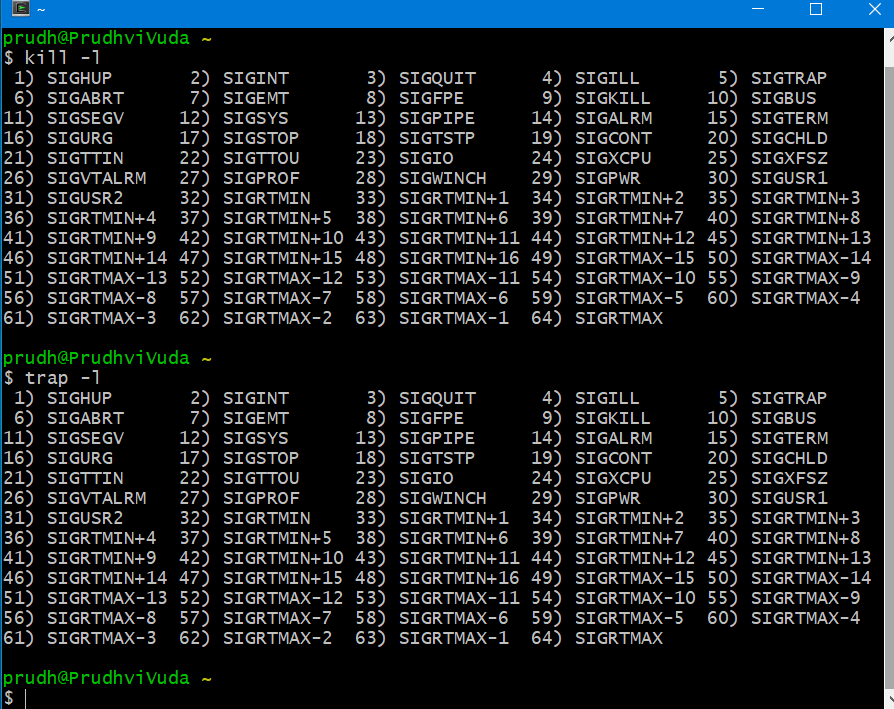 ~
prudh@PrudhviVuda ~
$ kill -l
 1) SIGHUP       2) SIGINT       3) SIGQUIT      4) SIGILL       5) SIGTRAP
 6) SIGABRT      7) SIGEMT       8) SIGFPE       9) SIGKILL     10) SIGBUS
11) SIGSEGV     12) SIGSYS      13) SIGPIPE     14) SIGALRM     15) SIGTERM
16) SIGURG      17) SIGSTOP     18) SIGTSTP     19) SIGCONT     20) SIGCHLD
21) SIGTTIN     22) SIGTTOU     23) SIGIO       24) SIGXCPU     25) SIGXFSZ
26) SIGVTALRM   27) SIGPROF     28) SIGWINCH    29) SIGPWR      30) SIGUSR1
31) SIGUSR2     32) SIGRTMIN    33) SIGRTMIN+1  34) SIGRTMIN+2  35) SIGRTMIN+3
36) SIGRTMIN+4  37) SIGRTMIN+5  38) SIGRTMIN+6  39) SIGRTMIN+7  40) SIGRTMIN+8
41) SIGRTMIN+9  42) SIGRTMIN+10 43) SIGRTMIN+11 44) SIGRTMIN+12 45) SIGRTMIN+13
46) SIGRTMIN+14 47) SIGRTMIN+15 48) SIGRTMIN+16 49) SIGRTMAX-15 50) SIGRTMAX-14
51) SIGRTMAX-13 52) SIGRTMAX-12 53) SIGRTMAX-11 54) SIGRTMAX-10 55) SIGRTMAX-9
56) SIGRTMAX-8  57) SIGRTMAX-7  58) SIGRTMAX-6  59) SIGRTMAX-5  60) SIGRTMAX-4
61) SIGRTMAX-3  62) SIGRTMAX-2  63) SIGRTMAX-1  64) SIGRTMAX
prudh@PrudhviVuda ~
$ trap -l
 1) SIGHUP       2) SIGINT       3) SIGQUIT      4) SIGILL       5) SIGTRAP
 6) SIGABRT      7) SIGEMT       8) SIGFPE       9) SIGKILL     10) SIGBUS
11) SIGSEGV     12) SIGSYS      13) SIGPIPE     14) SIGALRM     15) SIGTERM
16) SIGURG      17) SIGSTOP     18) SIGTSTP     19) SIGCONT     20) SIGCHLD
21) SIGTTIN     22) SIGTTOU     23) SIGIO       24) SIGXCPU     25) SIGXFSZ
26) SIGVTALRM   27) SIGPROF     28) SIGWINCH    29) SIGPWR      30) SIGUSR1
31) SIGUSR2     32) SIGRTMIN    33) SIGRTMIN+1  34) SIGRTMIN+2  35) SIGRTMIN+3
36) SIGRTMIN+4  37) SIGRTMIN+5  38) SIGRTMIN+6  39) SIGRTMIN+7  40) SIGRTMIN+8
41) SIGRTMIN+9  42) SIGRTMIN+10 43) SIGRTMIN+11 44) SIGRTMIN+12 45) SIGRTMIN+13
46) SIGRTMIN+14 47) SIGRTMIN+15 48) SIGRTMIN+16 49) SIGRTMAX-15 50) SIGRTMAX-14
51) SIGRTMAX-13 52) SIGRTMAX-12 53) SIGRTMAX-11 54) SIGRTMAX-10 55) SIGRTMAX-9
56) SIGRTMAX-8  57) SIGRTMAX-7  58) SIGRTMAX-6  59) SIGRTMAX-5  60) SIGRTMAX-4
61) SIGRTMAX-3  62) SIGRTMAX-2  63) SIGRTMAX-1  64) SIGRTMAX
prudh@PrudhviVuda ~
$